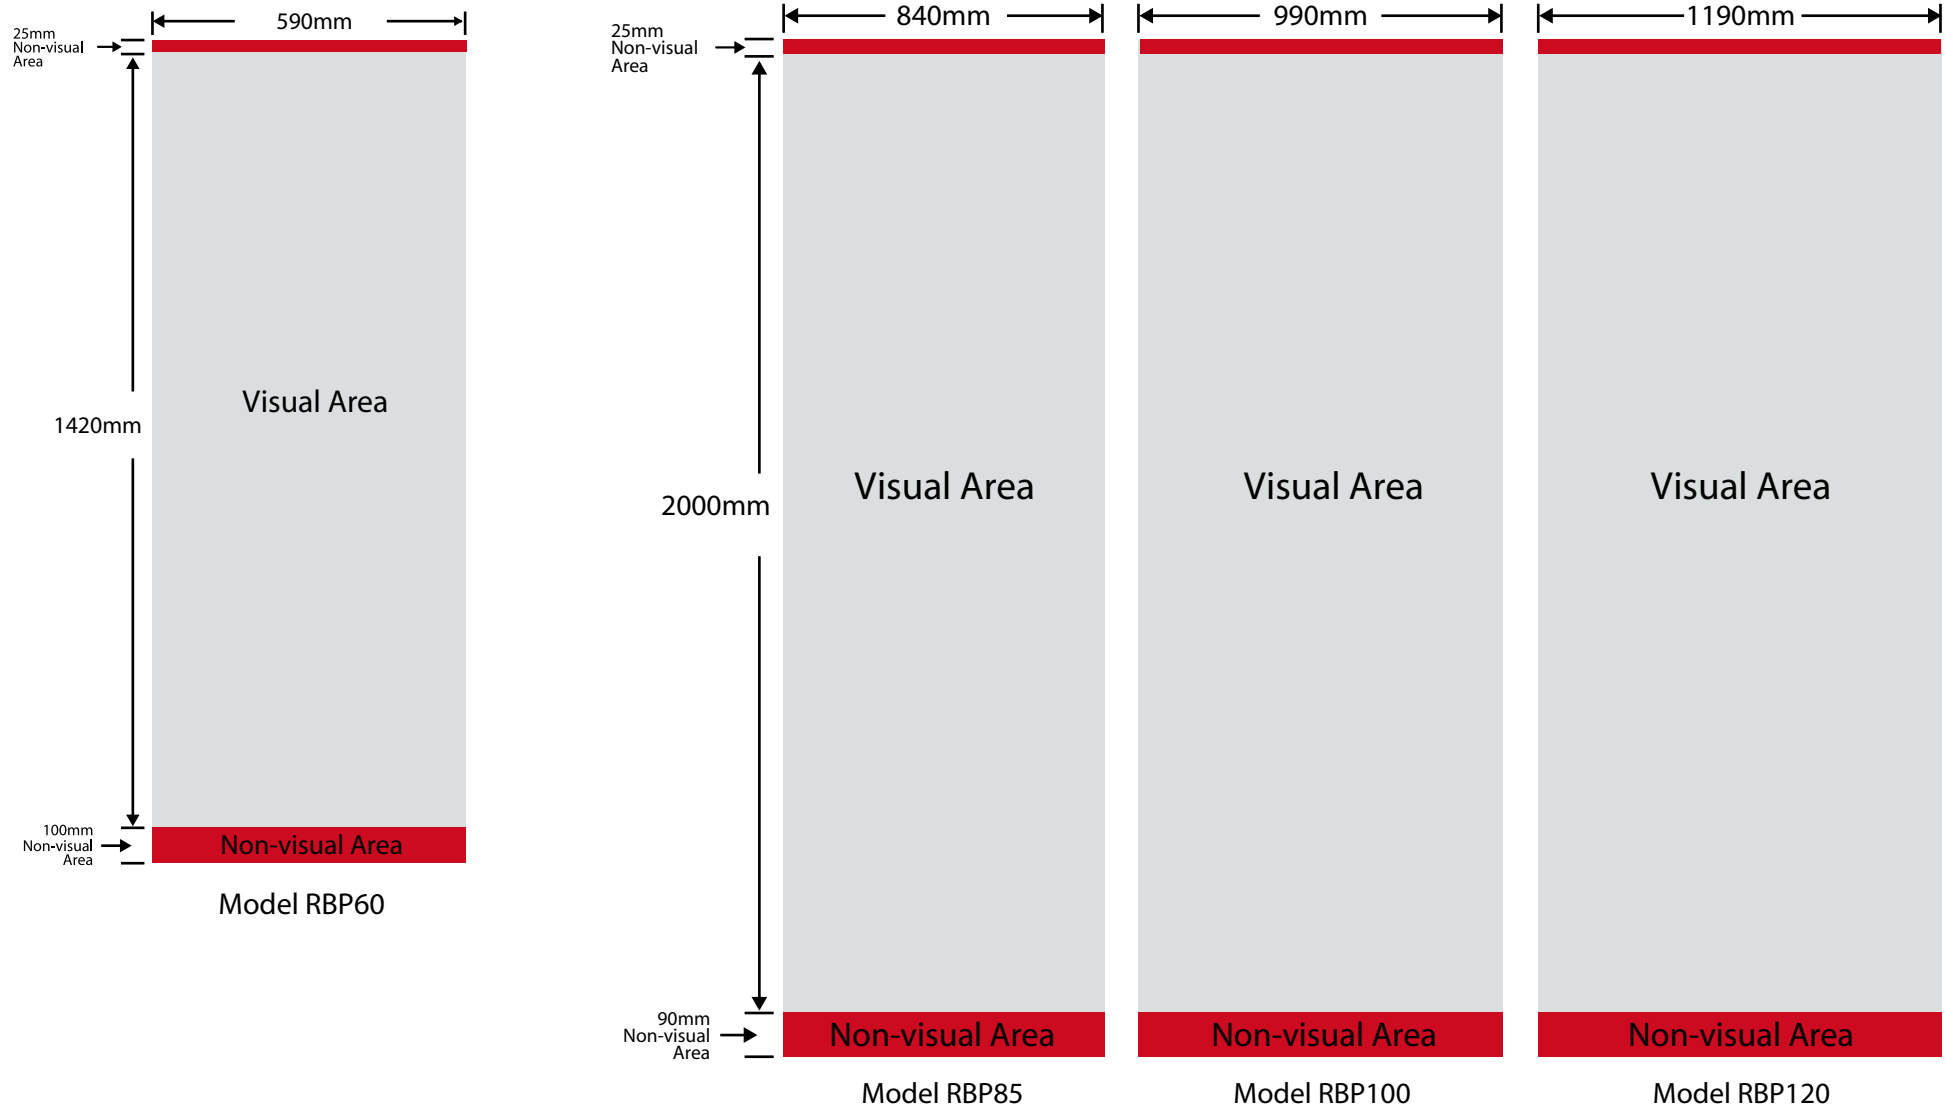 590mm
25mm
Non-visual
Area
1420mm
Visual Area
100mm
Non-visual
Area
Non-visual Area
Model RBP60
840mm
990mm
1190mm
25mm
Non-visual
Area
2000mm
Visual Area
Visual Area
Visual Area
90mm
Non-visual
Area
Non-visual Area
Non-visual Area
Non-visual Area
Model RBP85
Model RBP100
Model RBP120